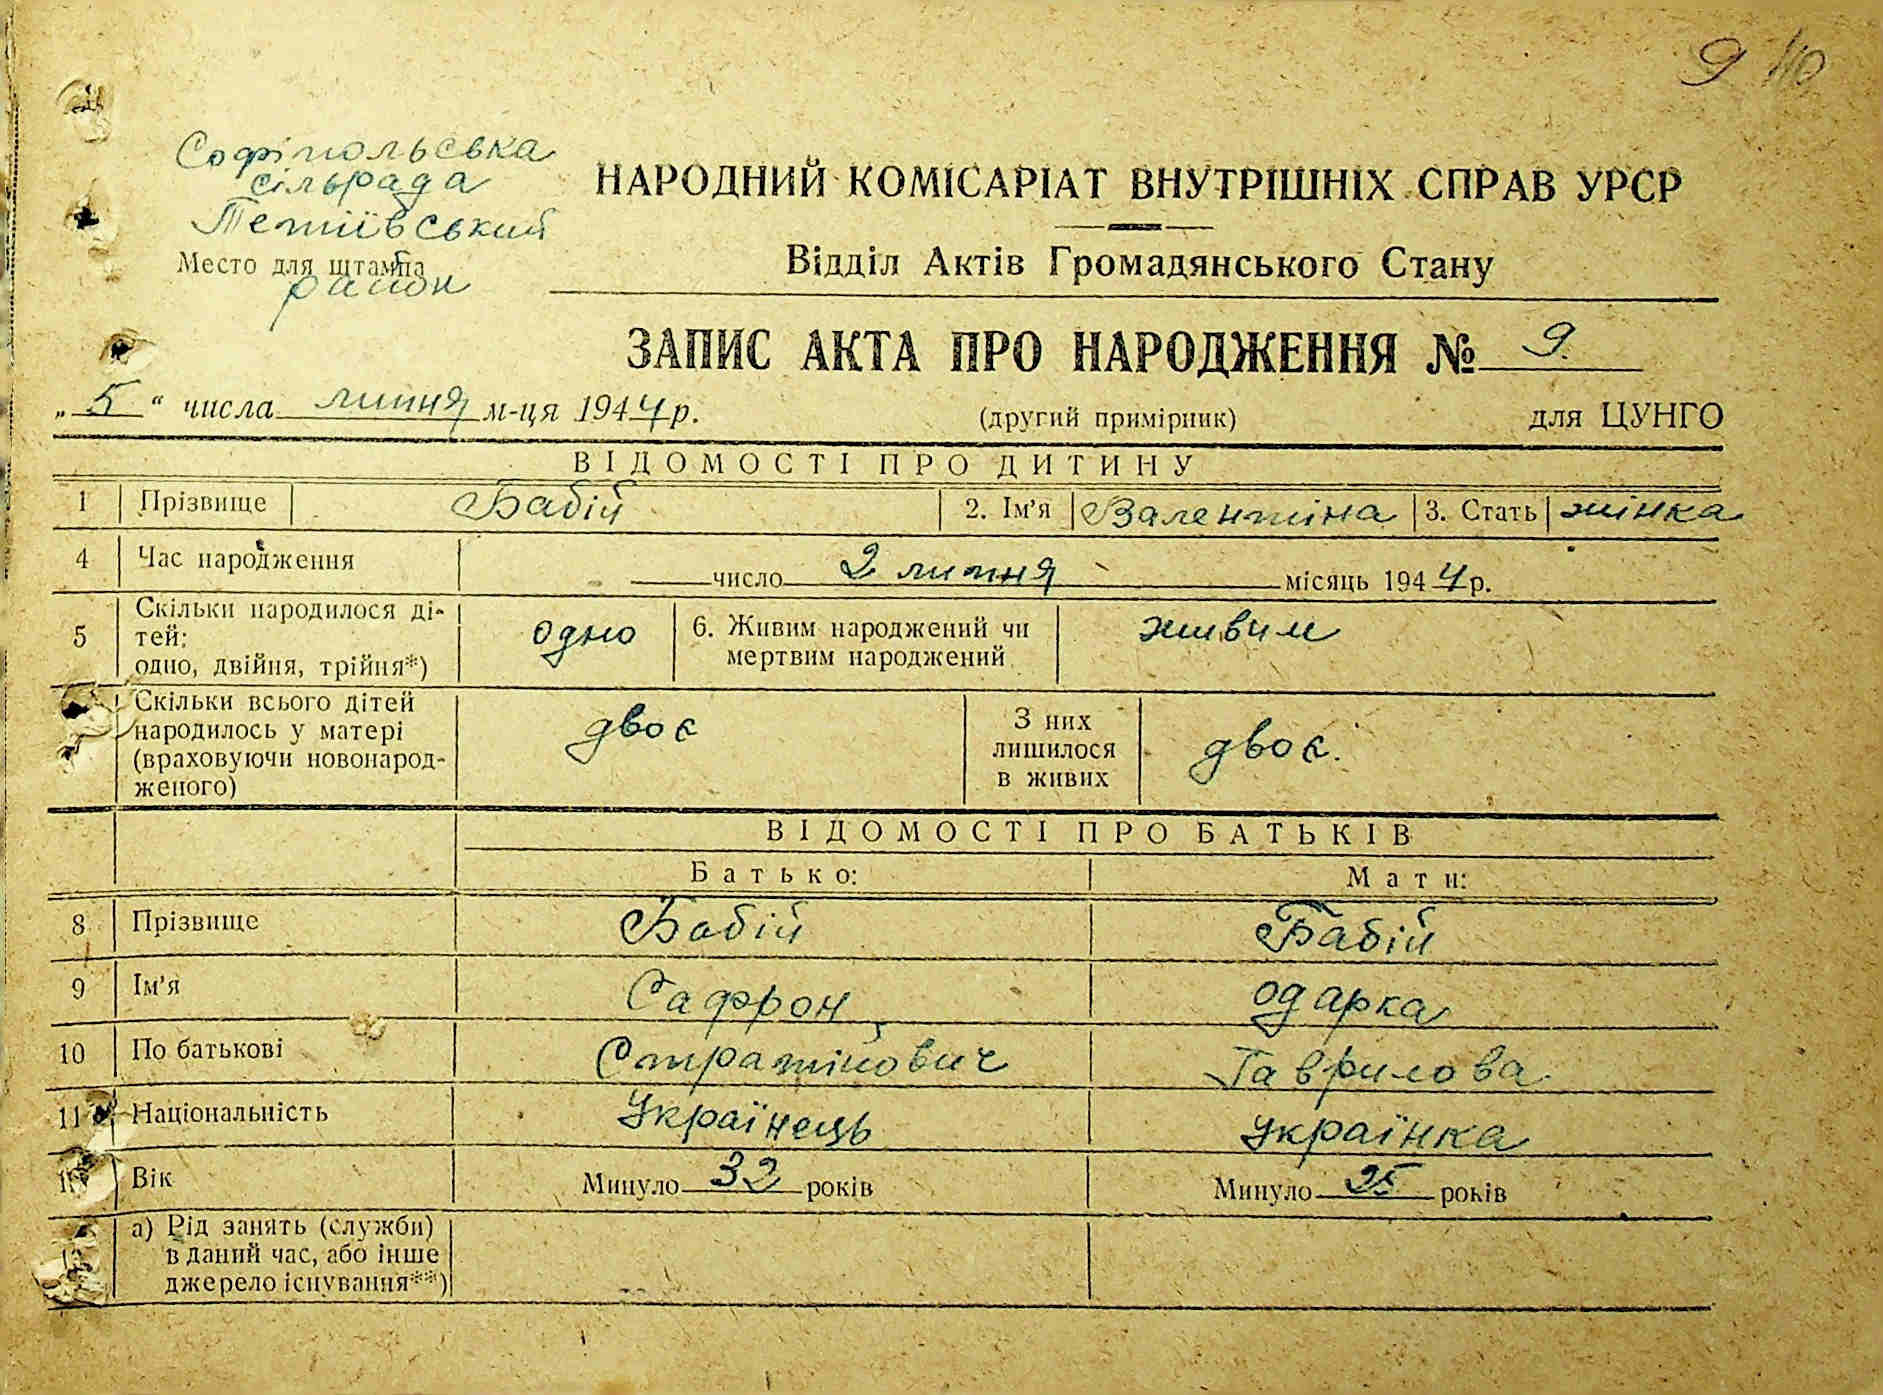 9 10
Софіпольська
сільрада
Тетіївський
Место для штампа
район
НАРОДНИЙ КОМІСАРІАТ ВНУТРІШНІХ СПРАВ УРСР
Відділ Актів Громадянського Стану
ЗАПИС АКТА ПРО НАРОДЖЕННЯ № 9.
„5“ числа липня м-ця 1944 р. (другий примірник) для ЦУНГО
ВІДОМОСТІ ПРО ДИТИНУ
1 Прізвище Бабій 2. Ім'я Валентіна 3. Стать жінка
4 Час народження число 2 липня місяць 1944 р.
5 Скільки народилося ді-
тей:
одно, двійня, трійня*) одно 6. Живим народжений чи
мертвим народжений живим
Скільки всього дітей
народилось у матері
(враховуючи новонарод-
женого) двоє З них
лишилося
в живих двоє.
ВІДОМОСТІ ПРО БАТЬКІВ
Батько: Мати:
8 Прізвище Бабій Бабій
9 Ім'я Сафрон Одарка
10 По батькові Стратійович Гаврилова
11 Національність Українець Українка
Вік Минуло 32 років Минуло 25 років
а) Рід занять (служби)
в даний час, або інше
джерело існування**)